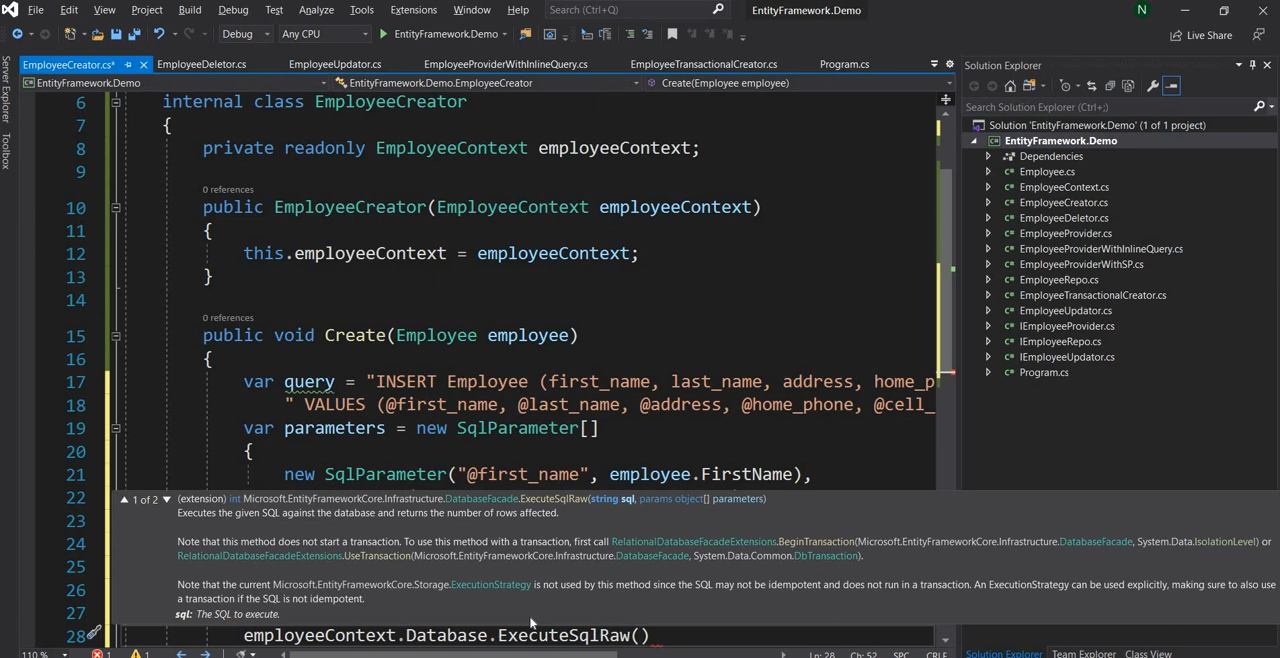 File Edit View Project Build Debug Test Analyze Tools Extensions Window Help Search (Ctrl+Q) EntityFramework.Demo N
Debug Any CPU EntityFramework.Demo Live Share
EmployeeCreator.cs* EmployeeDeletor.cs EmployeeUpdator.cs EmployeeProviderWithInlineQuery.cs EmployeeTransactionalCreator.cs Program.cs
EntityFramework.Demo EntityFramework.Demo.EmployeeCreator Create(Employee employee)
Server Explorer
Toolbox
6 internal class EmployeeCreator
7 {
8 private readonly EmployeeContext employeeContext;
9
0 references
10 public EmployeeCreator(EmployeeContext employeeContext)
11 {
12 this.employeeContext = employeeContext;
13 }
14
0 references
15 public void Create(Employee employee)
16 {
17 var query = "INSERT Employee (first_name, last_name, address, home_p
18 " VALUES (@first_name, @last_name, @address, @home_phone, @cell_
19 var parameters = new SqlParameter[]
20 {
21 new SqlParameter("@first_name", employee.FirstName),
22
23
24
25
26
27
1 of 2 (extension) int Microsoft.EntityFrameworkCore.Infrastructure.DatabaseFacade.ExecuteSqlRaw(string sql, params object[] parameters)
Executes the given SQL against the database and returns the number of rows affected.
Note that this method does not start a transaction. To use this method with a transaction, first call RelationalDatabaseFacadeExtensions.BeginTransaction(Microsoft.EntityFrameworkCore.Infrastructure.DatabaseFacade, System.Data.IsolationLevel) or
RelationalDatabaseFacadeExtensions.UseTransaction(Microsoft.EntityFrameworkCore.Infrastructure.DatabaseFacade, System.Data.Common.DbTransaction).
Note that the current Microsoft.EntityFrameworkCore.Storage.ExecutionStrategy is not used by this method since the SQL may not be idempotent and does not run in a transaction. An ExecutionStrategy can be used explicitly, making sure to also use
a transaction if the SQL is not idempotent.
sql: The SQL to execute.
28 employeeContext.Database.ExecuteSqlRaw()
110 % 1 1 Ln: 28 Ch: 52 SPC CRLF
Solution Explorer
Search Solution Explorer (Ctrl+;)
Solution 'EntityFramework.Demo' (1 of 1 project)
EntityFramework.Demo
Dependencies
C# Employee.cs
C# EmployeeContext.cs
C# EmployeeCreator.cs
C# EmployeeDeletor.cs
C# EmployeeProvider.cs
C# EmployeeProviderWithInlineQuery.cs
C# EmployeeProviderWithSP.cs
C# EmployeeRepo.cs
C# EmployeeTransactionalCreator.cs
C# EmployeeUpdator.cs
C# IEmployeeProvider.cs
C# IEmployeeRepo.cs
C# IEmployeeUpdator.cs
C# Program.cs
Solution Explorer Team Explorer Class View